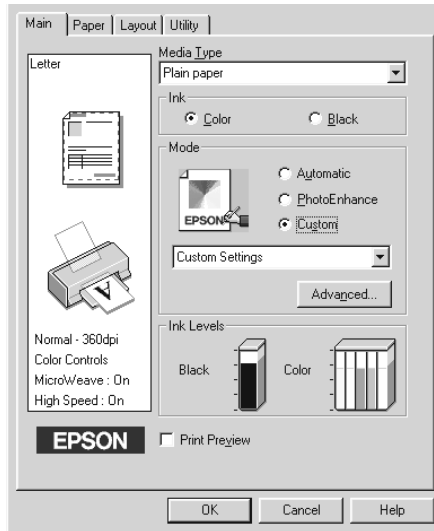 Main Paper Layout Utility
Letter
Media Type
Plain paper
Ink
Color Black
Mode
EPSON
Automatic
PhotoEnhance
Custom
Custom Settings
Advanced...
A
Normal - 360dpi
Color Controls
MicroWeave : On
High Speed : On
Ink Levels
Black Color
EPSON
Print Preview
OK Cancel Help